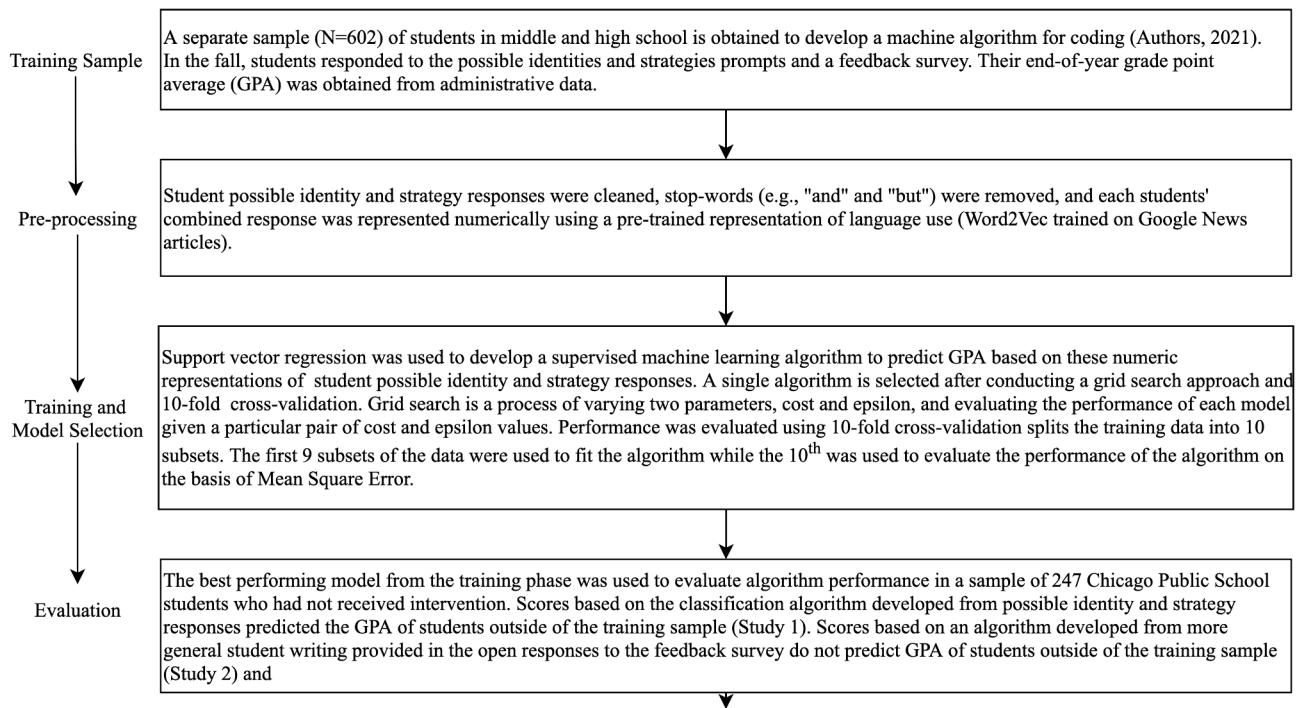 Training Sample
A separate sample (N=602) of students in middle and high school is obtained to develop a machine algorithm for coding (Authors, 2021).
In the fall, students responded to the possible identities and strategies prompts and a feedback survey. Their end-of-year grade point
average (GPA) was obtained from administrative data.
Pre-processing
Student possible identity and strategy responses were cleaned, stop-words (e.g., "and" and "but") were removed, and each students'
combined response was represented numerically using a pre-trained representation of language use (Word2Vec trained on Google News
articles).
Training and
Model Selection
Support vector regression was used to develop a supervised machine learning algorithm to predict GPA based on these numeric
representations of student possible identity and strategy responses. A single algorithm is selected after conducting a grid search approach and
10-fold cross-validation. Grid search is a process of varying two parameters, cost and epsilon, and evaluating the performance of each model
given a particular pair of cost and epsilon values. Performance was evaluated using 10-fold cross-validation splits the training data into 10
subsets. The first 9 subsets of the data were used to fit the algorithm while the 10th was used to evaluate the performance of the algorithm on
the basis of Mean Square Error.
Evaluation
The best performing model from the training phase was used to evaluate algorithm performance in a sample of 247 Chicago Public School
students who had not received intervention. Scores based on the classification algorithm developed from possible identity and strategy
responses predicted the GPA of students outside of the training sample (Study 1). Scores based on an algorithm developed from more
general student writing provided in the open responses to the feedback survey do not predict GPA of students outside of the training sample
(Study 2) and